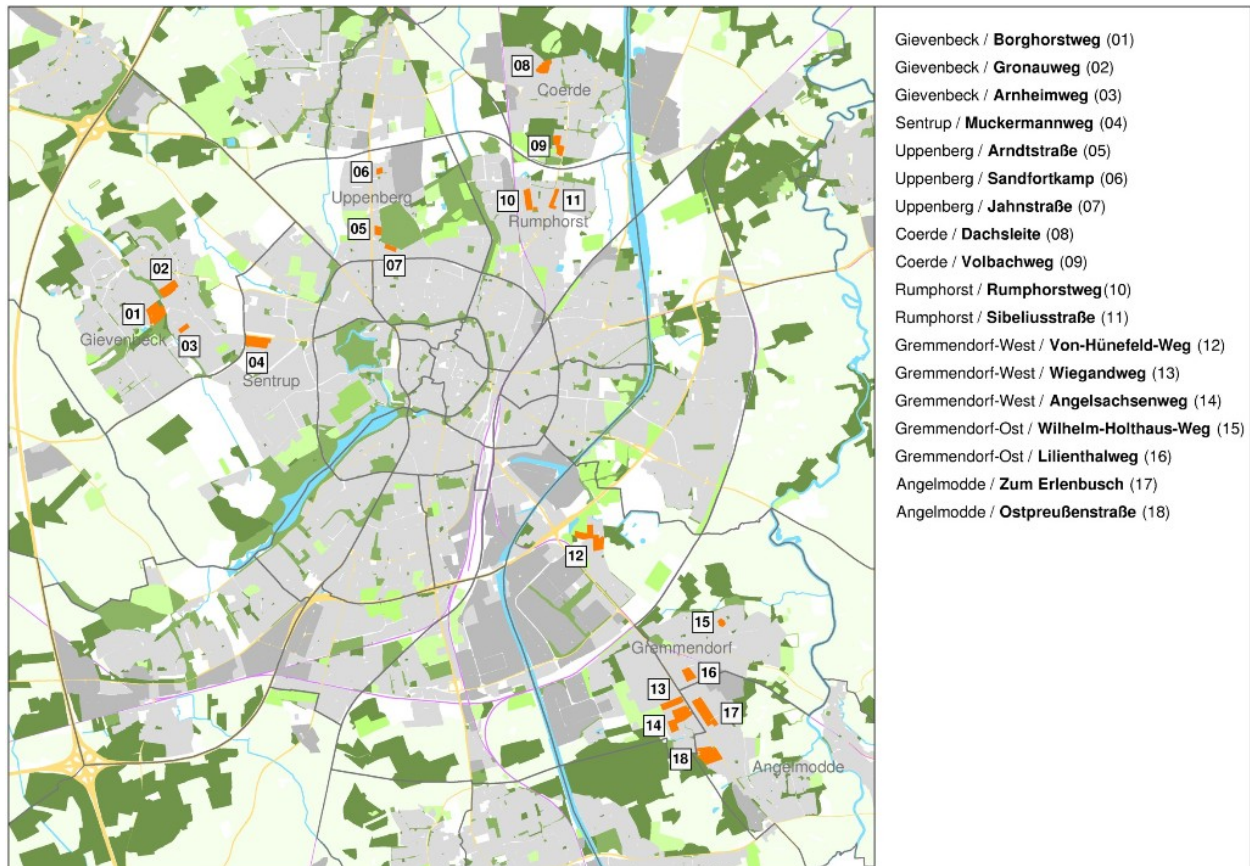 08
Coerde
09
06
Uppenberg
10
11
Rumphorst
05
07
02
01
Gievenbeck
03
04
Sentrup
12
15
Gremmendorf
16
13
14
17
18
Angelmodde
Gievenbeck / Borghorstweg (01)
Gievenbeck / Gronauweg (02)
Gievenbeck / Arnheimweg (03)
Sentrup / Muckermannweg (04)
Uppenberg / Arndtstraße (05)
Uppenberg / Sandfortkamp (06)
Uppenberg / Jahnstraße (07)
Coerde / Dachsleite (08)
Coerde / Volbachweg (09)
Rumphorst / Rumphorstweg(10)
Rumphorst / Sibeliusstraße (11)
Gremmendorf-West / Von-Hünefeld-Weg (12)
Gremmendorf-West / Wiegandweg (13)
Gremmendorf-West / Angelsachsenweg (14)
Gremmendorf-Ost / Wilhelm-Holthaus-Weg (15)
Gremmendorf-Ost / Lilienthalweg (16)
Angelmodde / Zum Erlenbusch (17)
Angelmodde / Ostpreußenstraße (18)